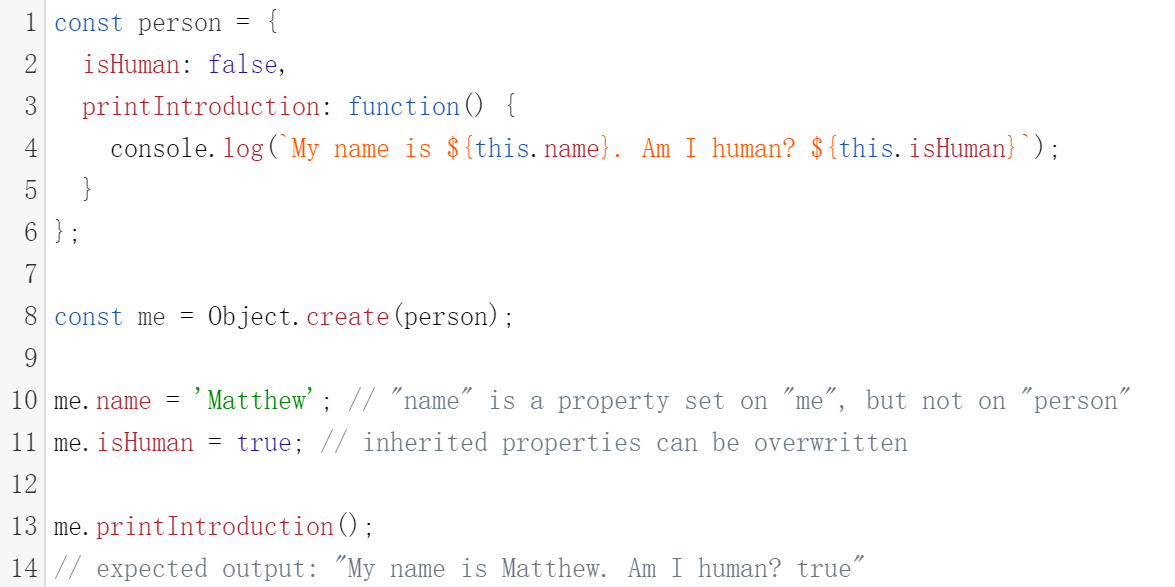 1 const person = {
2   isHuman: false,
3   printIntroduction: function() {
4     console.log(`My name is ${this.name}. Am I human? ${this.isHuman}`);
5   }
6 };
7
8 const me = Object.create(person);
9
10 me.name = 'Matthew'; // "name" is a property set on "me", but not on "person"
11 me.isHuman = true; // inherited properties can be overwritten
12
13 me.printIntroduction();
14 // expected output: "My name is Matthew. Am I human? true"